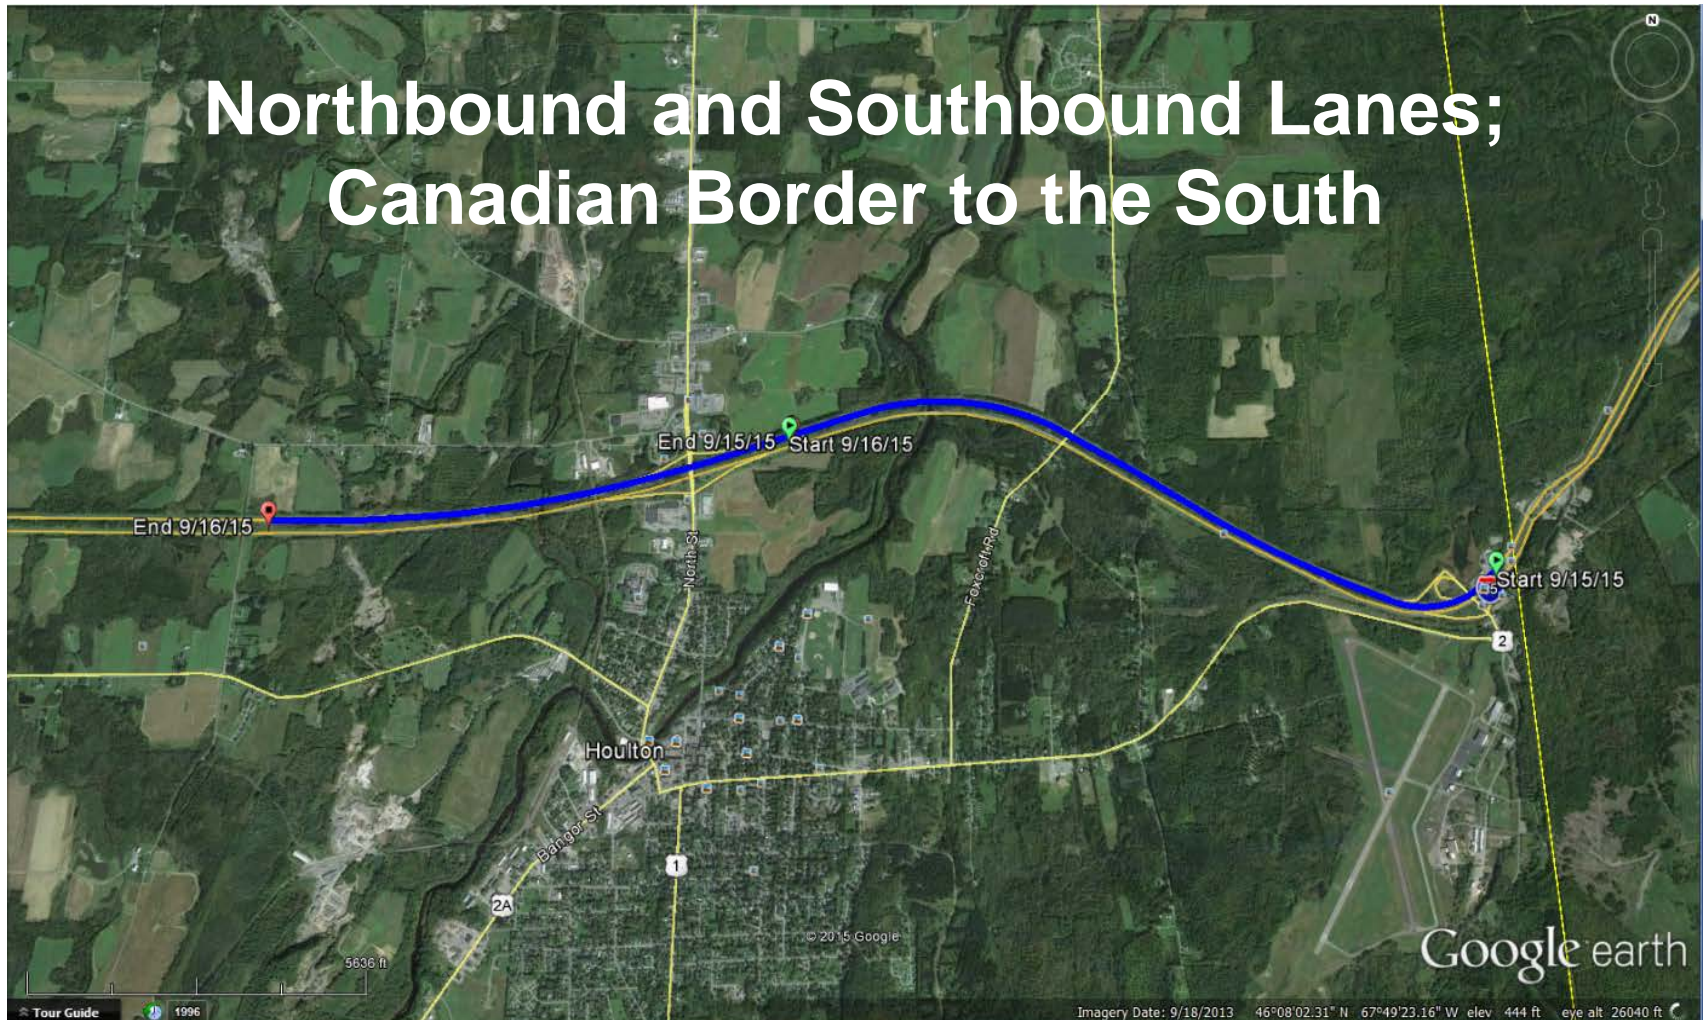 N
Northbound and Southbound Lanes;
Canadian Border to the South
End 9/15/15
Start 9/16/15
End 9/16/15
North St
Foxcroft Rd
Start 9/15/15
2
Houlton
Bangor St
1
2A
© 2015 Google
Google earth
5636 ft
Tour Guide
1996
Imagery Date: 9/18/2013 46°08'02.31" N 67°49'23.16" W elev 444 ft eye alt 26040 ft